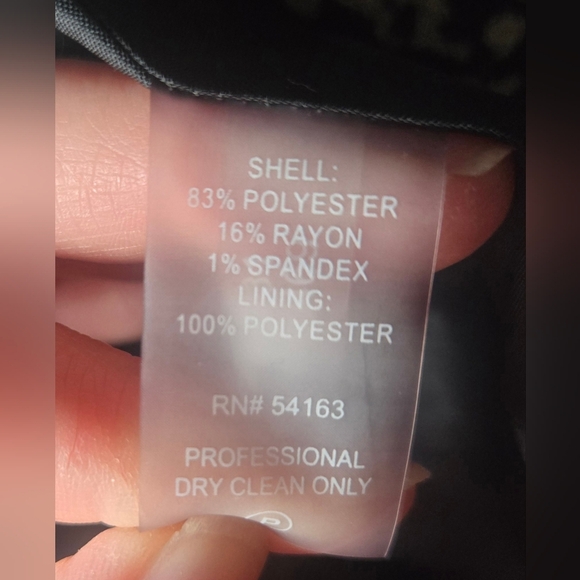 SHELL:
83% POLYESTER
16% RAYON
1% SPANDEX
LINING:
100% POLYESTER
RN# 54163
PROFESSIONAL
DRY CLEAN ONLY
P